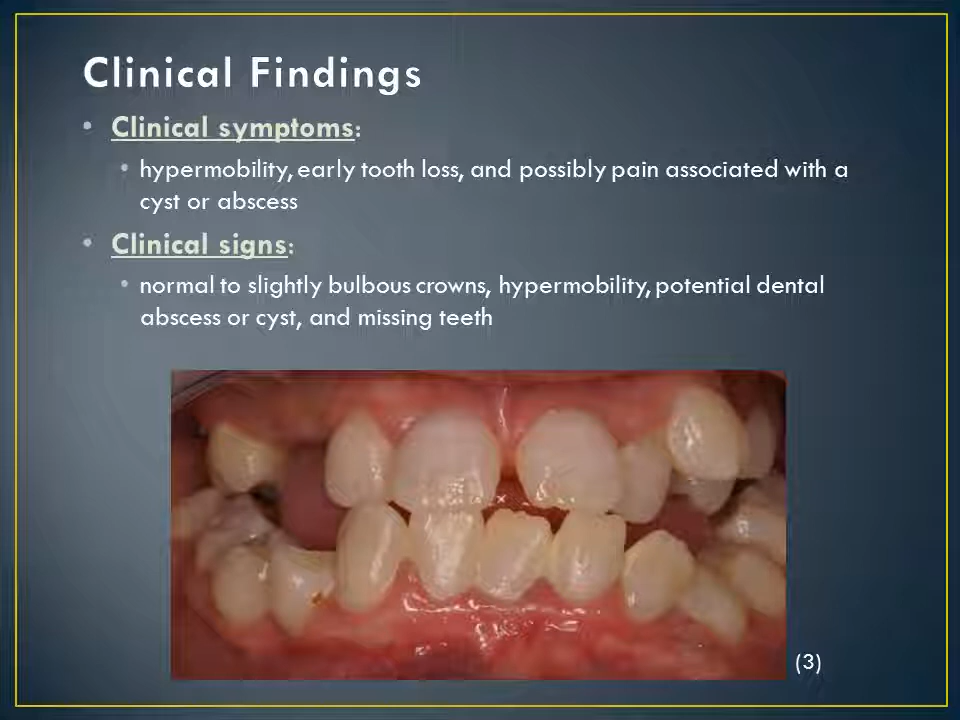 Clinical Findings
• Clinical symptoms:
• hypermobility, early tooth loss, and possibly pain associated with a
cyst or abscess
• Clinical signs:
• normal to slightly bulbous crowns, hypermobility, potential dental
abscess or cyst, and missing teeth
(3)